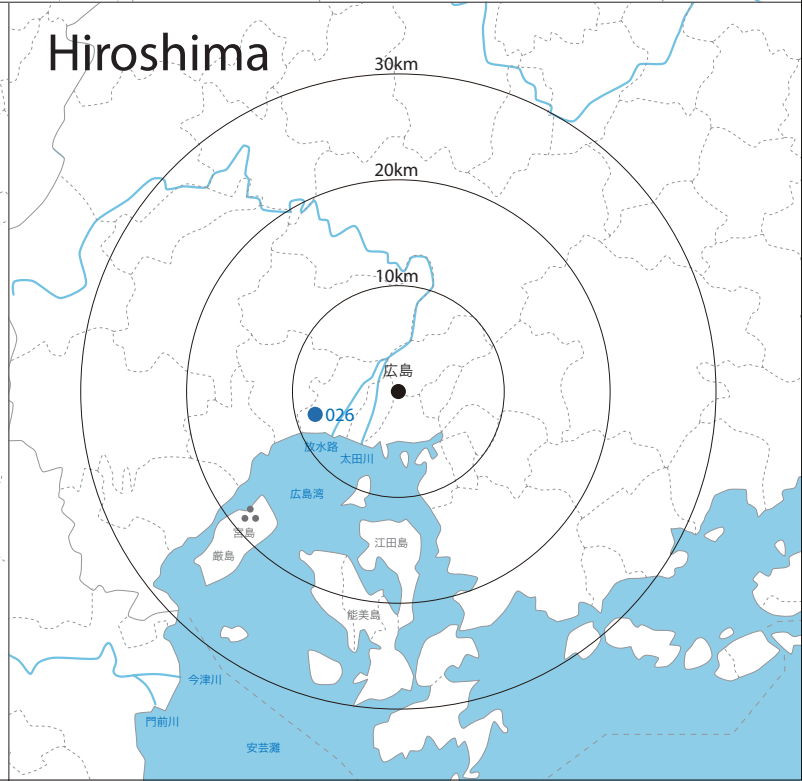 Hiroshima
30km
20km
10km
広島
026
放水路
太田川
広島湾
宮島
江田島
厳島
能美島
今津川
門前川
安芸灘